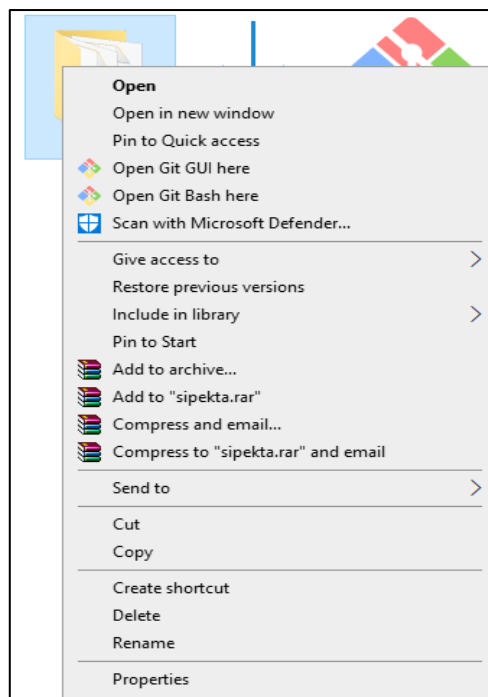 Open
Open in new window
Pin to Quick access
Open Git GUI here
Open Git Bash here
Scan with Microsoft Defender...
Give access to
Restore previous versions
Include in library
Pin to Start
Add to archive...
Add to "sipekta.rar"
Compress and email...
Compress to "sipekta.rar" and email
Send to
Cut
Copy
Create shortcut
Delete
Rename
Properties